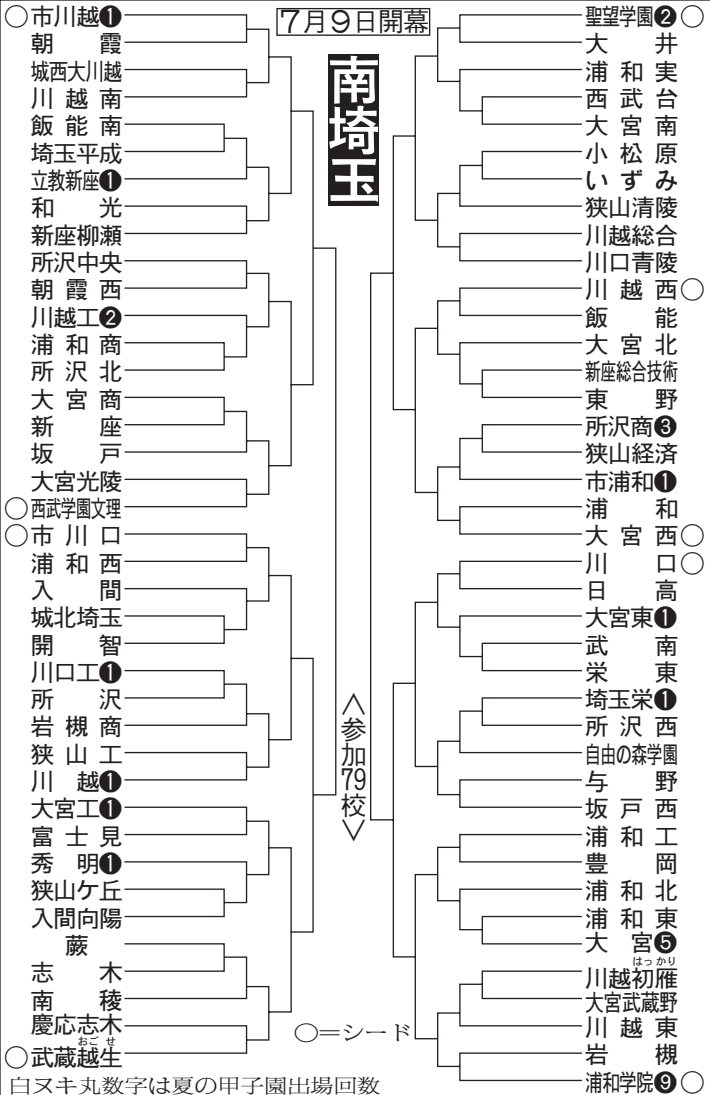 7月9日開幕
南埼玉
○市川越❶
朝霞
城西大川越
川越南
飯能南
埼玉平成
立教新座❶
和光
新座柳瀬
所沢中央
朝霞西
川越工❷
浦和商
所沢北
大宮商
新座
坂戸
大宮光陵
○西武学園文理
○市川口
浦和西
入間
城北埼玉
開智
川口工❶
所沢
岩槻商
狭山工
川越❶
大宮工❶
富士見
秀明❶
狭山ケ丘
入間向陽
蕨
志木
南稜
慶応志木
おごせ
○武蔵越生
聖望学園❷○
大井
浦和実
西武台
大宮南
小松原
いずみ
狭山清陵
川越総合
川口青陵
川越西○
飯能
大宮北
新座総合技術
東野
所沢商❸
狭山経済
市浦和❶
浦和
大宮西○
川口○
日高
大宮東❶
武南
栄東
埼玉栄❶
所沢西
自由の森学園
与野
坂戸西
浦和工
豊岡
浦和北
浦和東
大宮❺
はつかり
川越初雁
大宮武蔵野
川越東
岩槻
浦和学院❾○
＜参加79校＞
○＝シード
白ヌキ丸数字は夏の甲子園出場回数